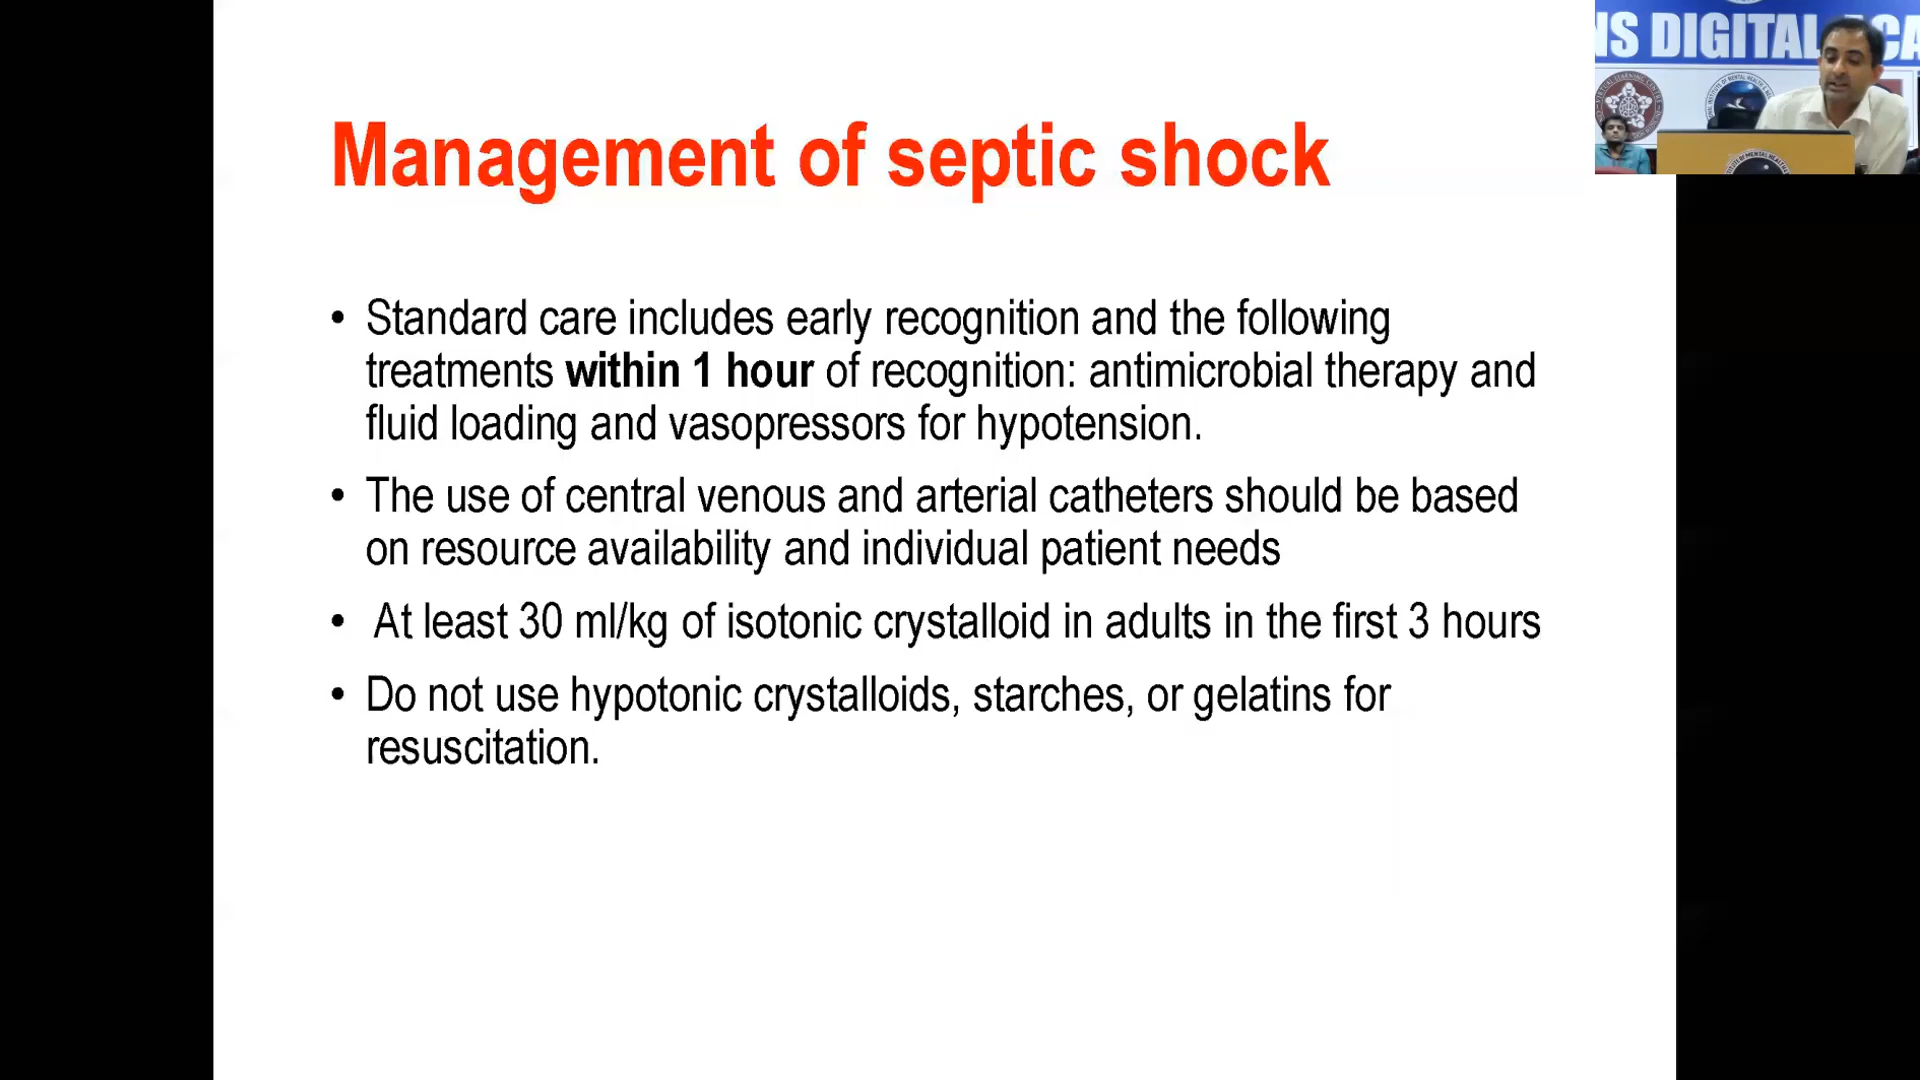 Management of septic shock
NS DIGITAL ACA
• Standard care includes early recognition and the following
treatments within 1 hour of recognition: antimicrobial therapy and
fluid loading and vasopressors for hypotension.
• The use of central venous and arterial catheters should be based
on resource availability and individual patient needs
• At least 30 ml/kg of isotonic crystalloid in adults in the first 3 hours
• Do not use hypotonic crystalloids, starches, or gelatins for
resuscitation.